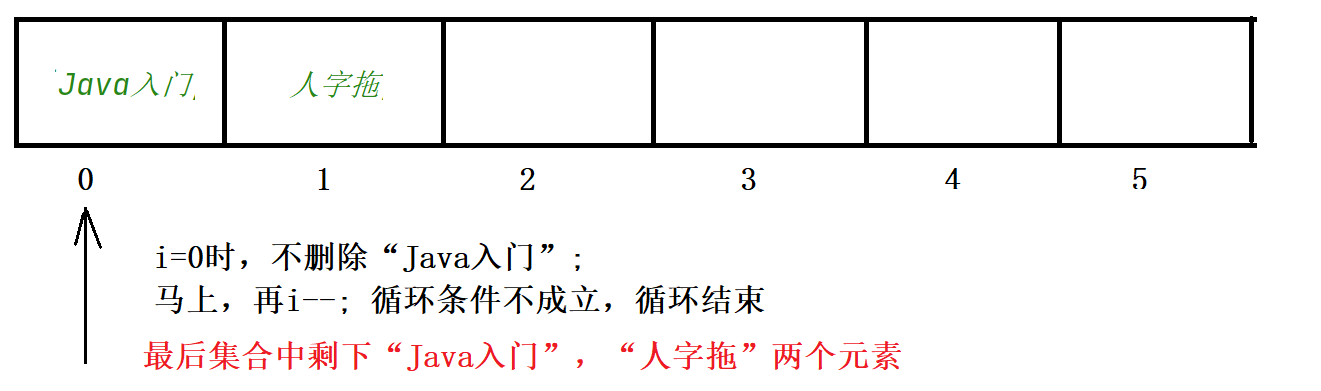 Java入门 人字拖
0 1 2 3 4 5
i=0时，不删除“Java入门”;
马上，再i--; 循环条件不成立，循环结束
最后集合中剩下“Java入门”，“人字拖”两个元素